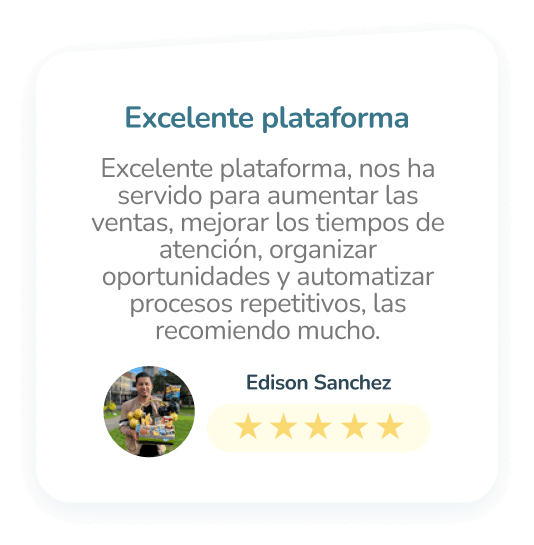 Excelente plataforma
Excelente plataforma, nos ha
servido para aumentar las
ventas, mejorar los tiempos de
atención, organizar
oportunidades y automatizar
procesos repetitivos, las
recomiendo mucho.
Edison Sanchez